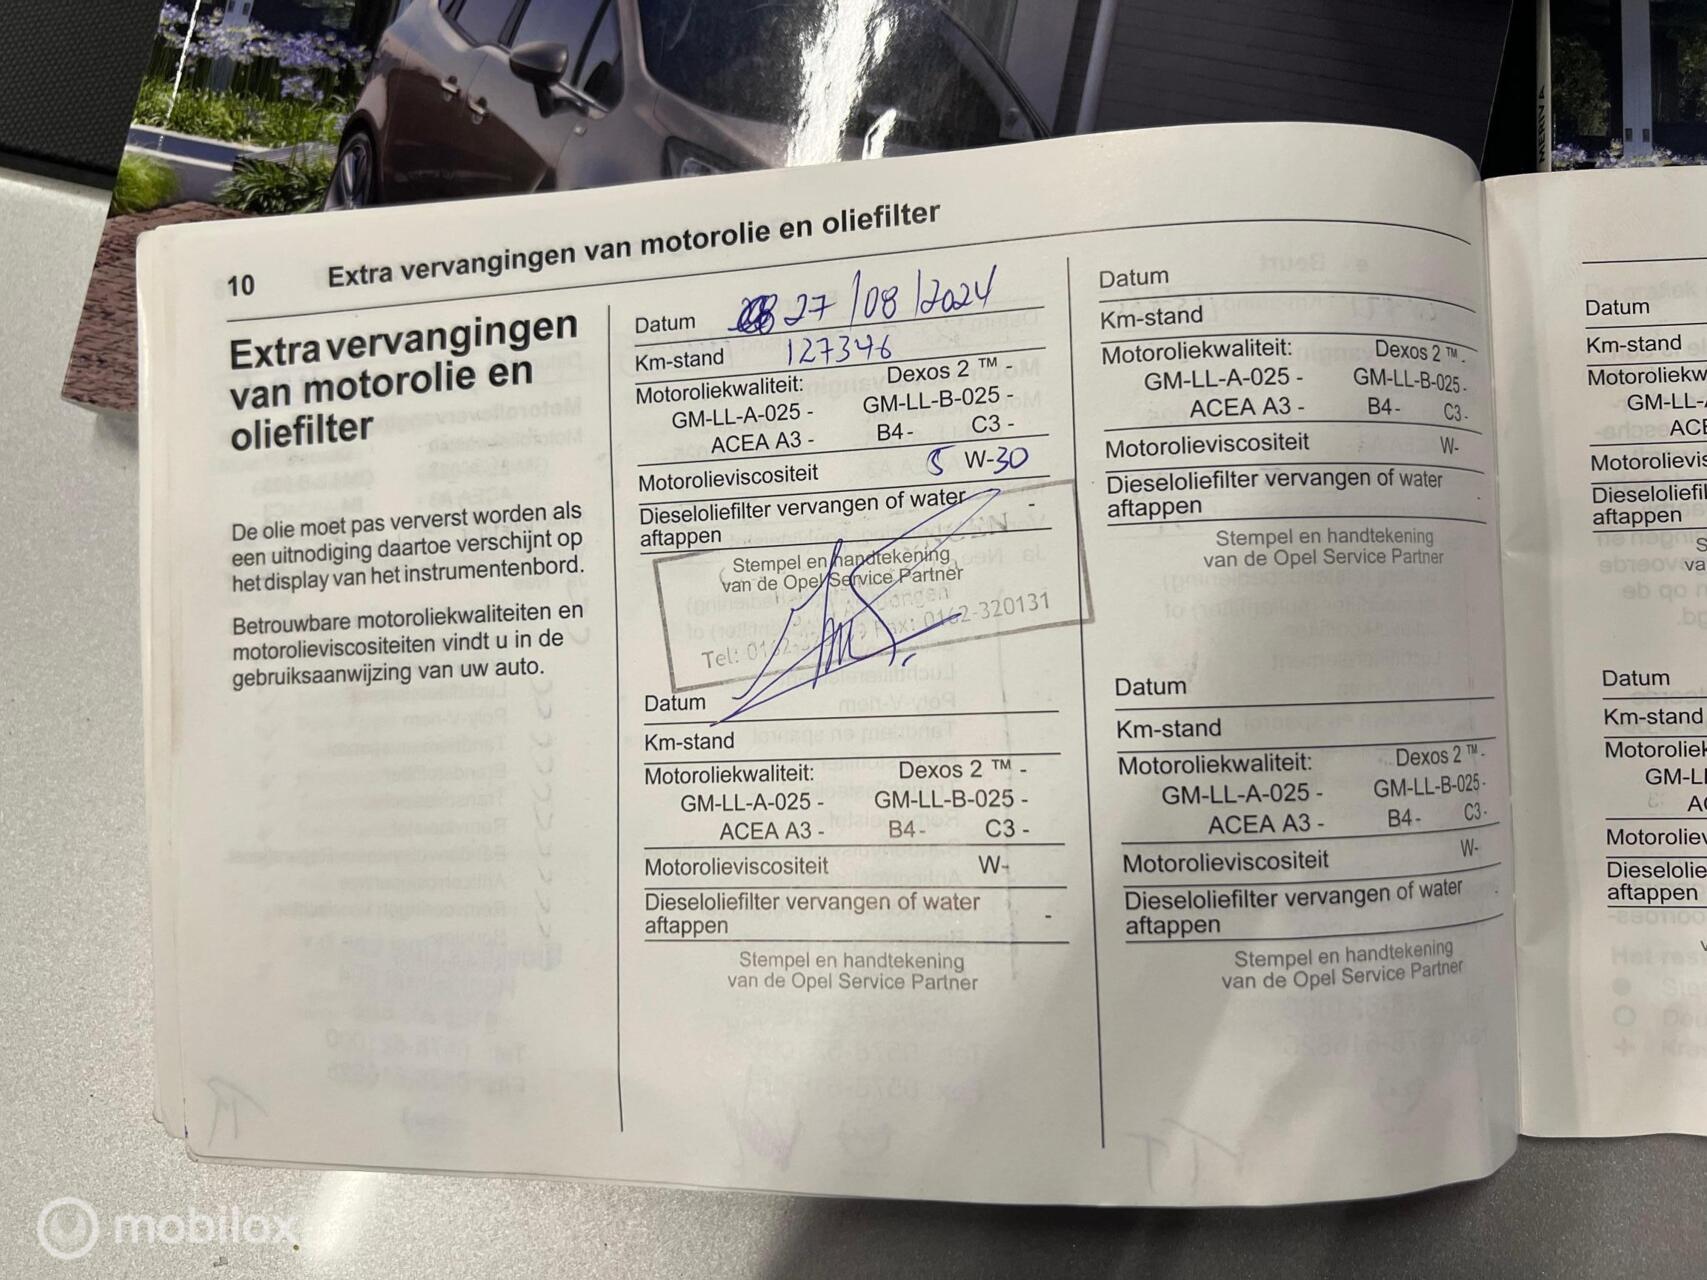 MERIVA
10 Extra vervangingen van motorolie en oliefilter
Extra vervangingen
van motorolie en
oliefilter
De olie moet pas ververst worden als
een uitnodiging daartoe verschijnt op
het display van het instrumentenbord.
Betrouwbare motoroliekwaliteiten en
motorolieviscositeiten vindt u in de
gebruiksaanwijzing van uw auto.
Datum 27/08/2024
Km-stand 127346
Motoroliekwaliteit: Dexos 2 ™ -
GM-LL-A-025 - GM-LL-B-025 -
ACEA A3 - B4- C3 -
Motorolieviscositeit 5 W-30
Dieseloliefilter vervangen of water
aftappen -
Stempel en handtekening
van de Opel Service Partner
Tel: Fax: 0162-320131
Datum
Km-stand
Motoroliekwaliteit: Dexos 2 ™ -
GM-LL-A-025 - GM-LL-B-025 -
ACEA A3 - B4- C3 -
Motorolieviscositeit W-
Dieseloliefilter vervangen of water
aftappen -
Stempel en handtekening
van de Opel Service Partner
Datum
Km-stand
Motoroliekwaliteit: Dexos 2 ™ -
GM-LL-A-025 - GM-LL-B-025 -
ACEA A3 - B4- C3 -
Motorolieviscositeit W-
Dieseloliefilter vervangen of water
aftappen -
Stempel en handtekening
van de Opel Service Partner
Datum
Km-stand
Motoroliekwaliteit: Dexos 2 ™ -
GM-LL-A-025 - GM-LL-B-025 -
ACEA A3 - B4- C3 -
Motorolieviscositeit W-
Dieseloliefilter vervangen of water
aftappen -
Stempel en handtekening
van de Opel Service Partner
Datum
Km-stand
aftappen
Datum
Km-stand
aftappen
mobilox